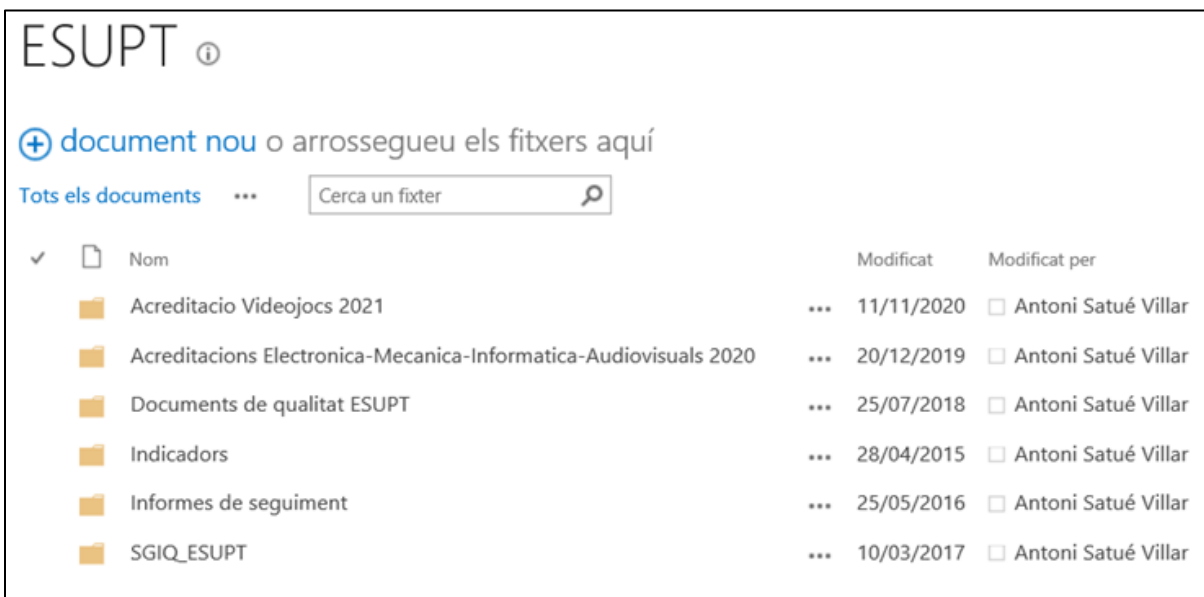 ESUPT
document nou o arrossegueu els fitxers aquí
Tots els documents ... Cerca un fixter
Nom Modificat Modificat per
Acreditacio Videojocs 2021 ... 11/11/2020 Antoni Satué Villar
Acreditacions Electronica-Mecanica-Informatica-Audiovisuals 2020 ... 20/12/2019 Antoni Satué Villar
Documents de qualitat ESUPT ... 25/07/2018 Antoni Satué Villar
Indicadors ... 28/04/2015 Antoni Satué Villar
Informes de seguiment ... 25/05/2016 Antoni Satué Villar
SGIQ_ESUPT ... 10/03/2017 Antoni Satué Villar